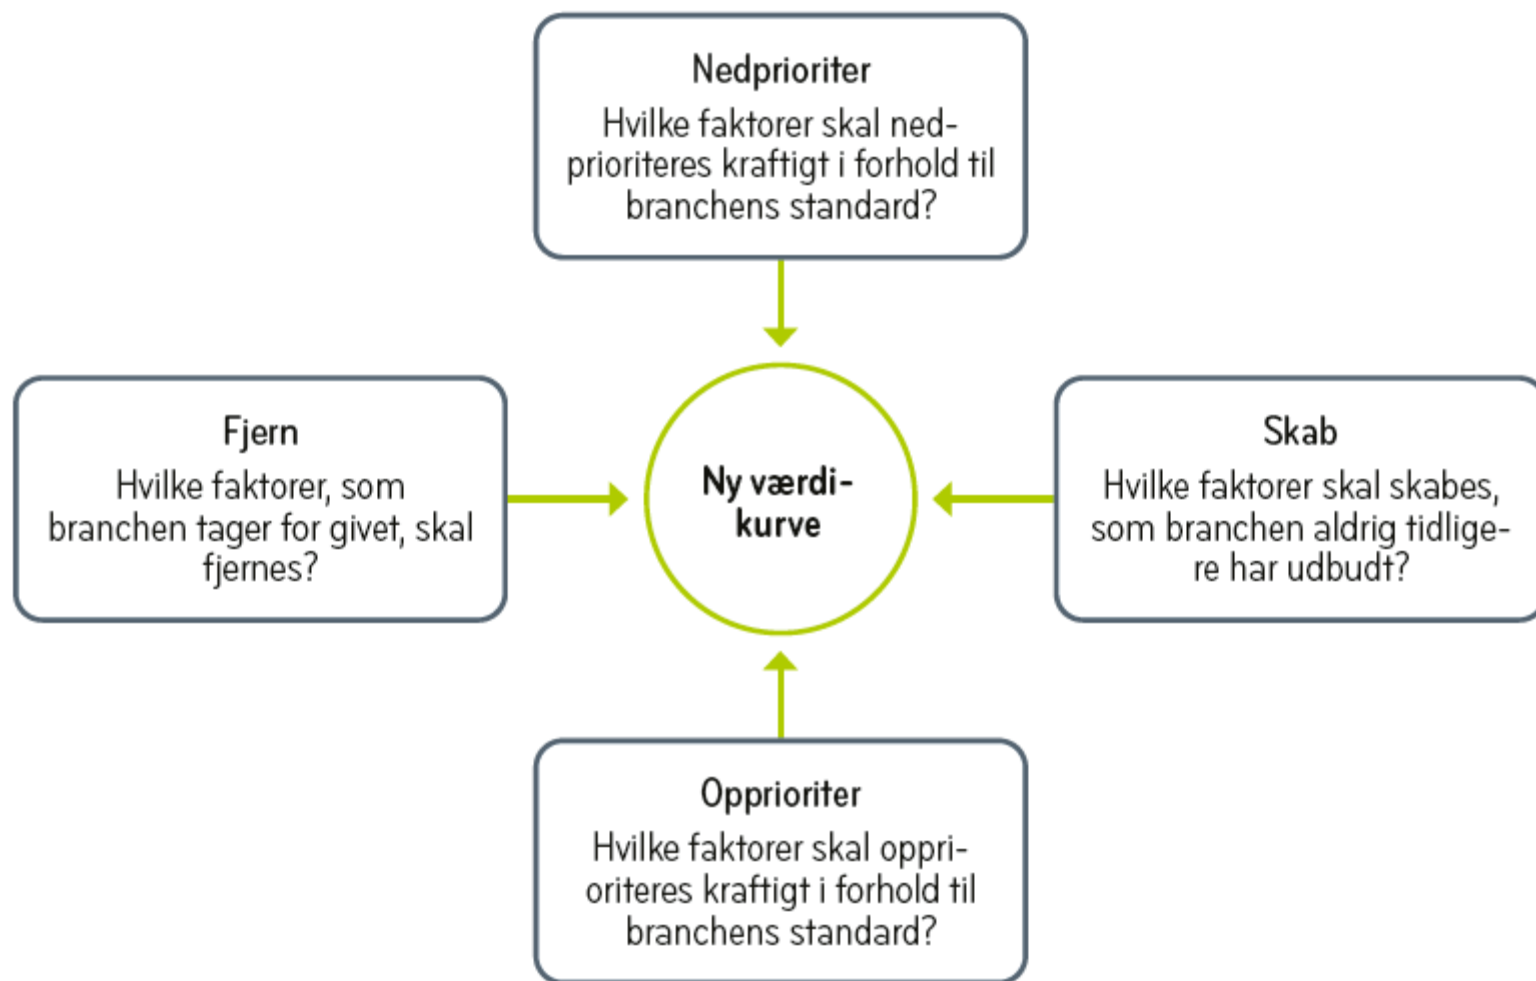 Nedprioriter
Hvilke faktorer skal ned-
prioriteres kraftigt i forhold til
branchens standard?
Fjern
Hvilke faktorer, som
branchen tager for givet, skal
fjernes?
Ny værdi-
kurve
Skab
Hvilke faktorer skal skabes,
som branchen aldrig tidlige-
re har udbudt?
Opprioriter
Hvilke faktorer skal oppri-
oriteres kraftigt i forhold til
branchens standard?